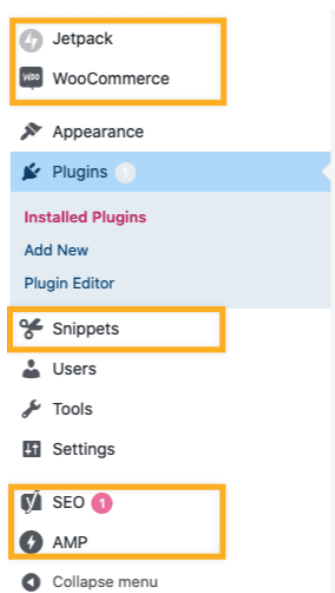 Jetpack
woo WooCommerce
Appearance
Plugins 1
Installed Plugins
Add New
Plugin Editor
Snippets
Users
Tools
Settings
SEO 1
AMP
Collapse menu